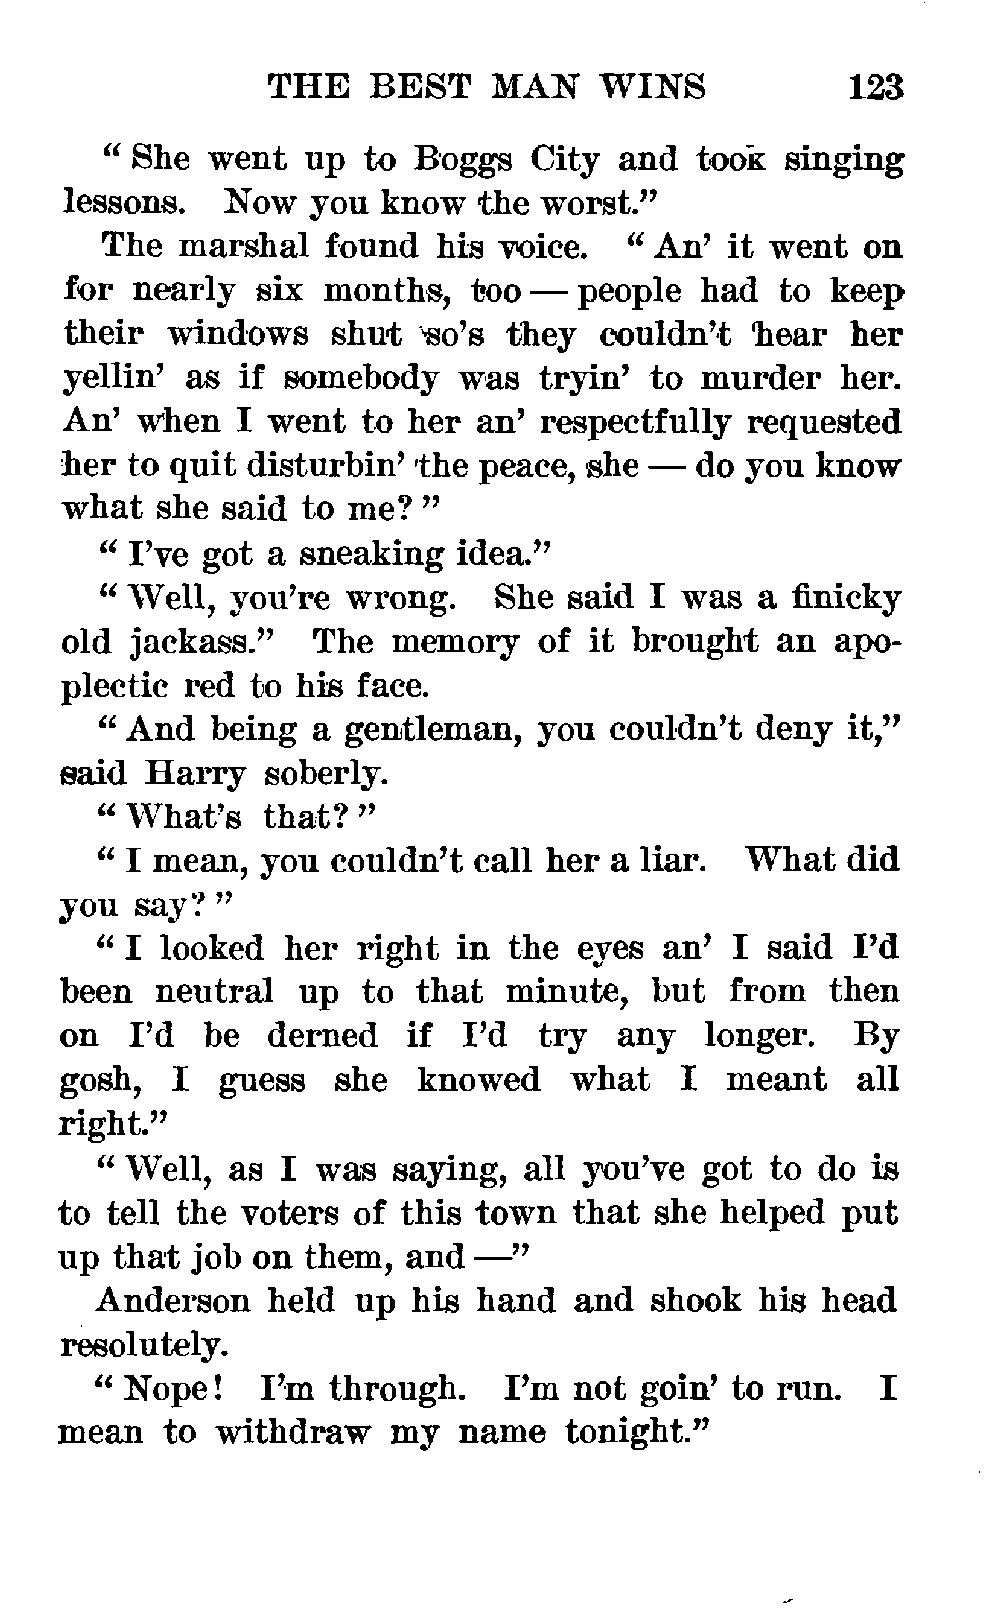 THE BEST MAN WINS 123
“ She went up to Boggs City and took singing
lessons. Now you know the worst.”
The marshal found his voice. “ An’ it went on
for nearly six months, too — people had to keep
their windows shut so’s they couldn’t hear her
yellin’ as if somebody was tryin’ to murder her.
An’ when I went to her an’ respectfully requested
her to quit disturbin’ the peace, she — do you know
what she said to me? ”
“ I’ve got a sneaking idea.”
“ Well, you’re wrong. She said I was a finicky
old jackass.” The memory of it brought an apo-
plectic red to his face.
“ And being a gentleman, you couldn’t deny it,”
said Harry soberly.
“ What’s that? ”
“ I mean, you couldn’t call her a liar. What did
you say? ”
“ I looked her right in the eyes an’ I said I’d
been neutral up to that minute, but from then
on I’d be derned if I’d try any longer. By
gosh, I guess she knowed what I meant all
right.”
“ Well, as I was saying, all you’ve got to do is
to tell the voters of this town that she helped put
up that job on them, and —”
Anderson held up his hand and shook his head
resolutely.
“ Nope! I’m through. I’m not goin’ to run. I
mean to withdraw my name tonight.”